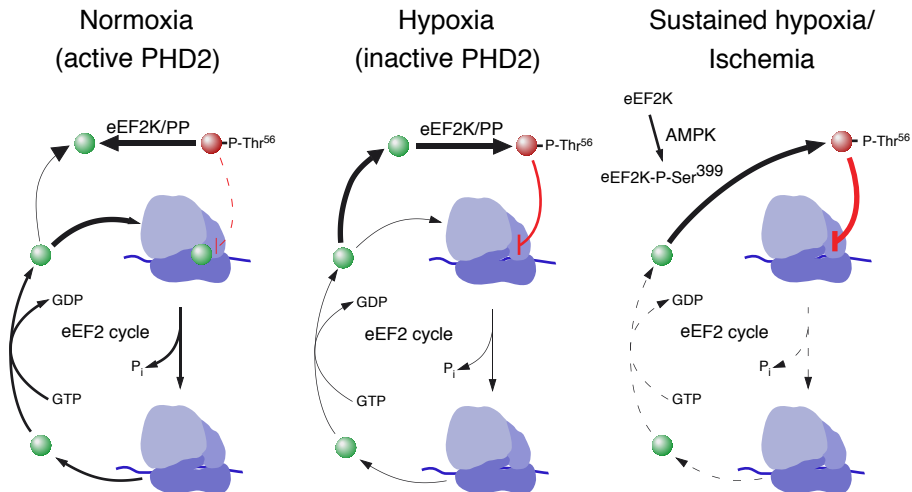 Normoxia
(active PHD2)
eEF2K/PP
P-Thr56
GDP
eEF2 cycle
Pi
GTP
Hypoxia
(inactive PHD2)
eEF2K/PP
P-Thr56
GDP
eEF2 cycle
Pi
GTP
Sustained hypoxia/
Ischemia
eEF2K
AMPK
P-Thr56
eEF2K-P-Ser399
GDP
eEF2 cycle
Pi
GTP